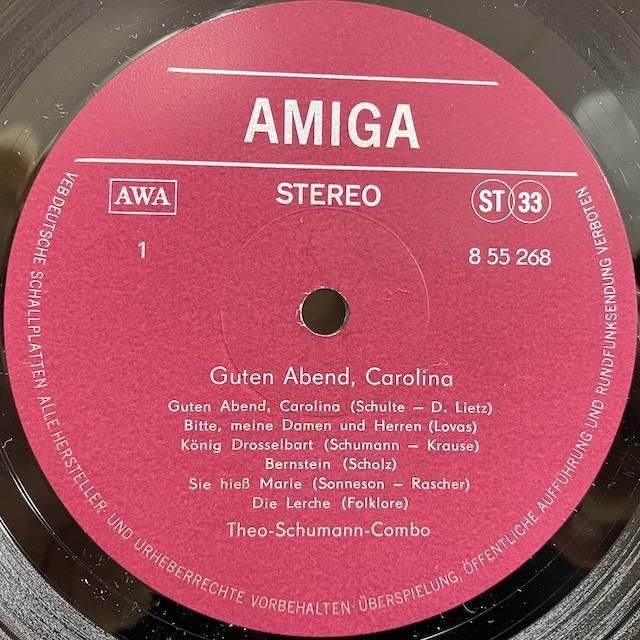 AMIGA
AWA
STEREO
ST 33
1
8 55 268
Guten Abend, Carolina
Guten Abend, Carolina (Schulte – D. Lietz)
Bitte, meine Damen und Herren (Lovas)
König Drosselbart (Schumann – Krause)
Bernstein (Scholz)
Sie hieß Marie (Sonneson – Rascher)
Die Lerche (Folklore)
Theo-Schumann-Combo
VEB DEUTSCHE SCHALLPLATTEN ALLE HERSTELLER- UND URHEBERRECHTE VORBEHALTEN · ÜBERSPIELUNG, ÖFFENTLICHE AUFFÜHRUNG UND RUNDFUNKSENDUNG VERBOTEN